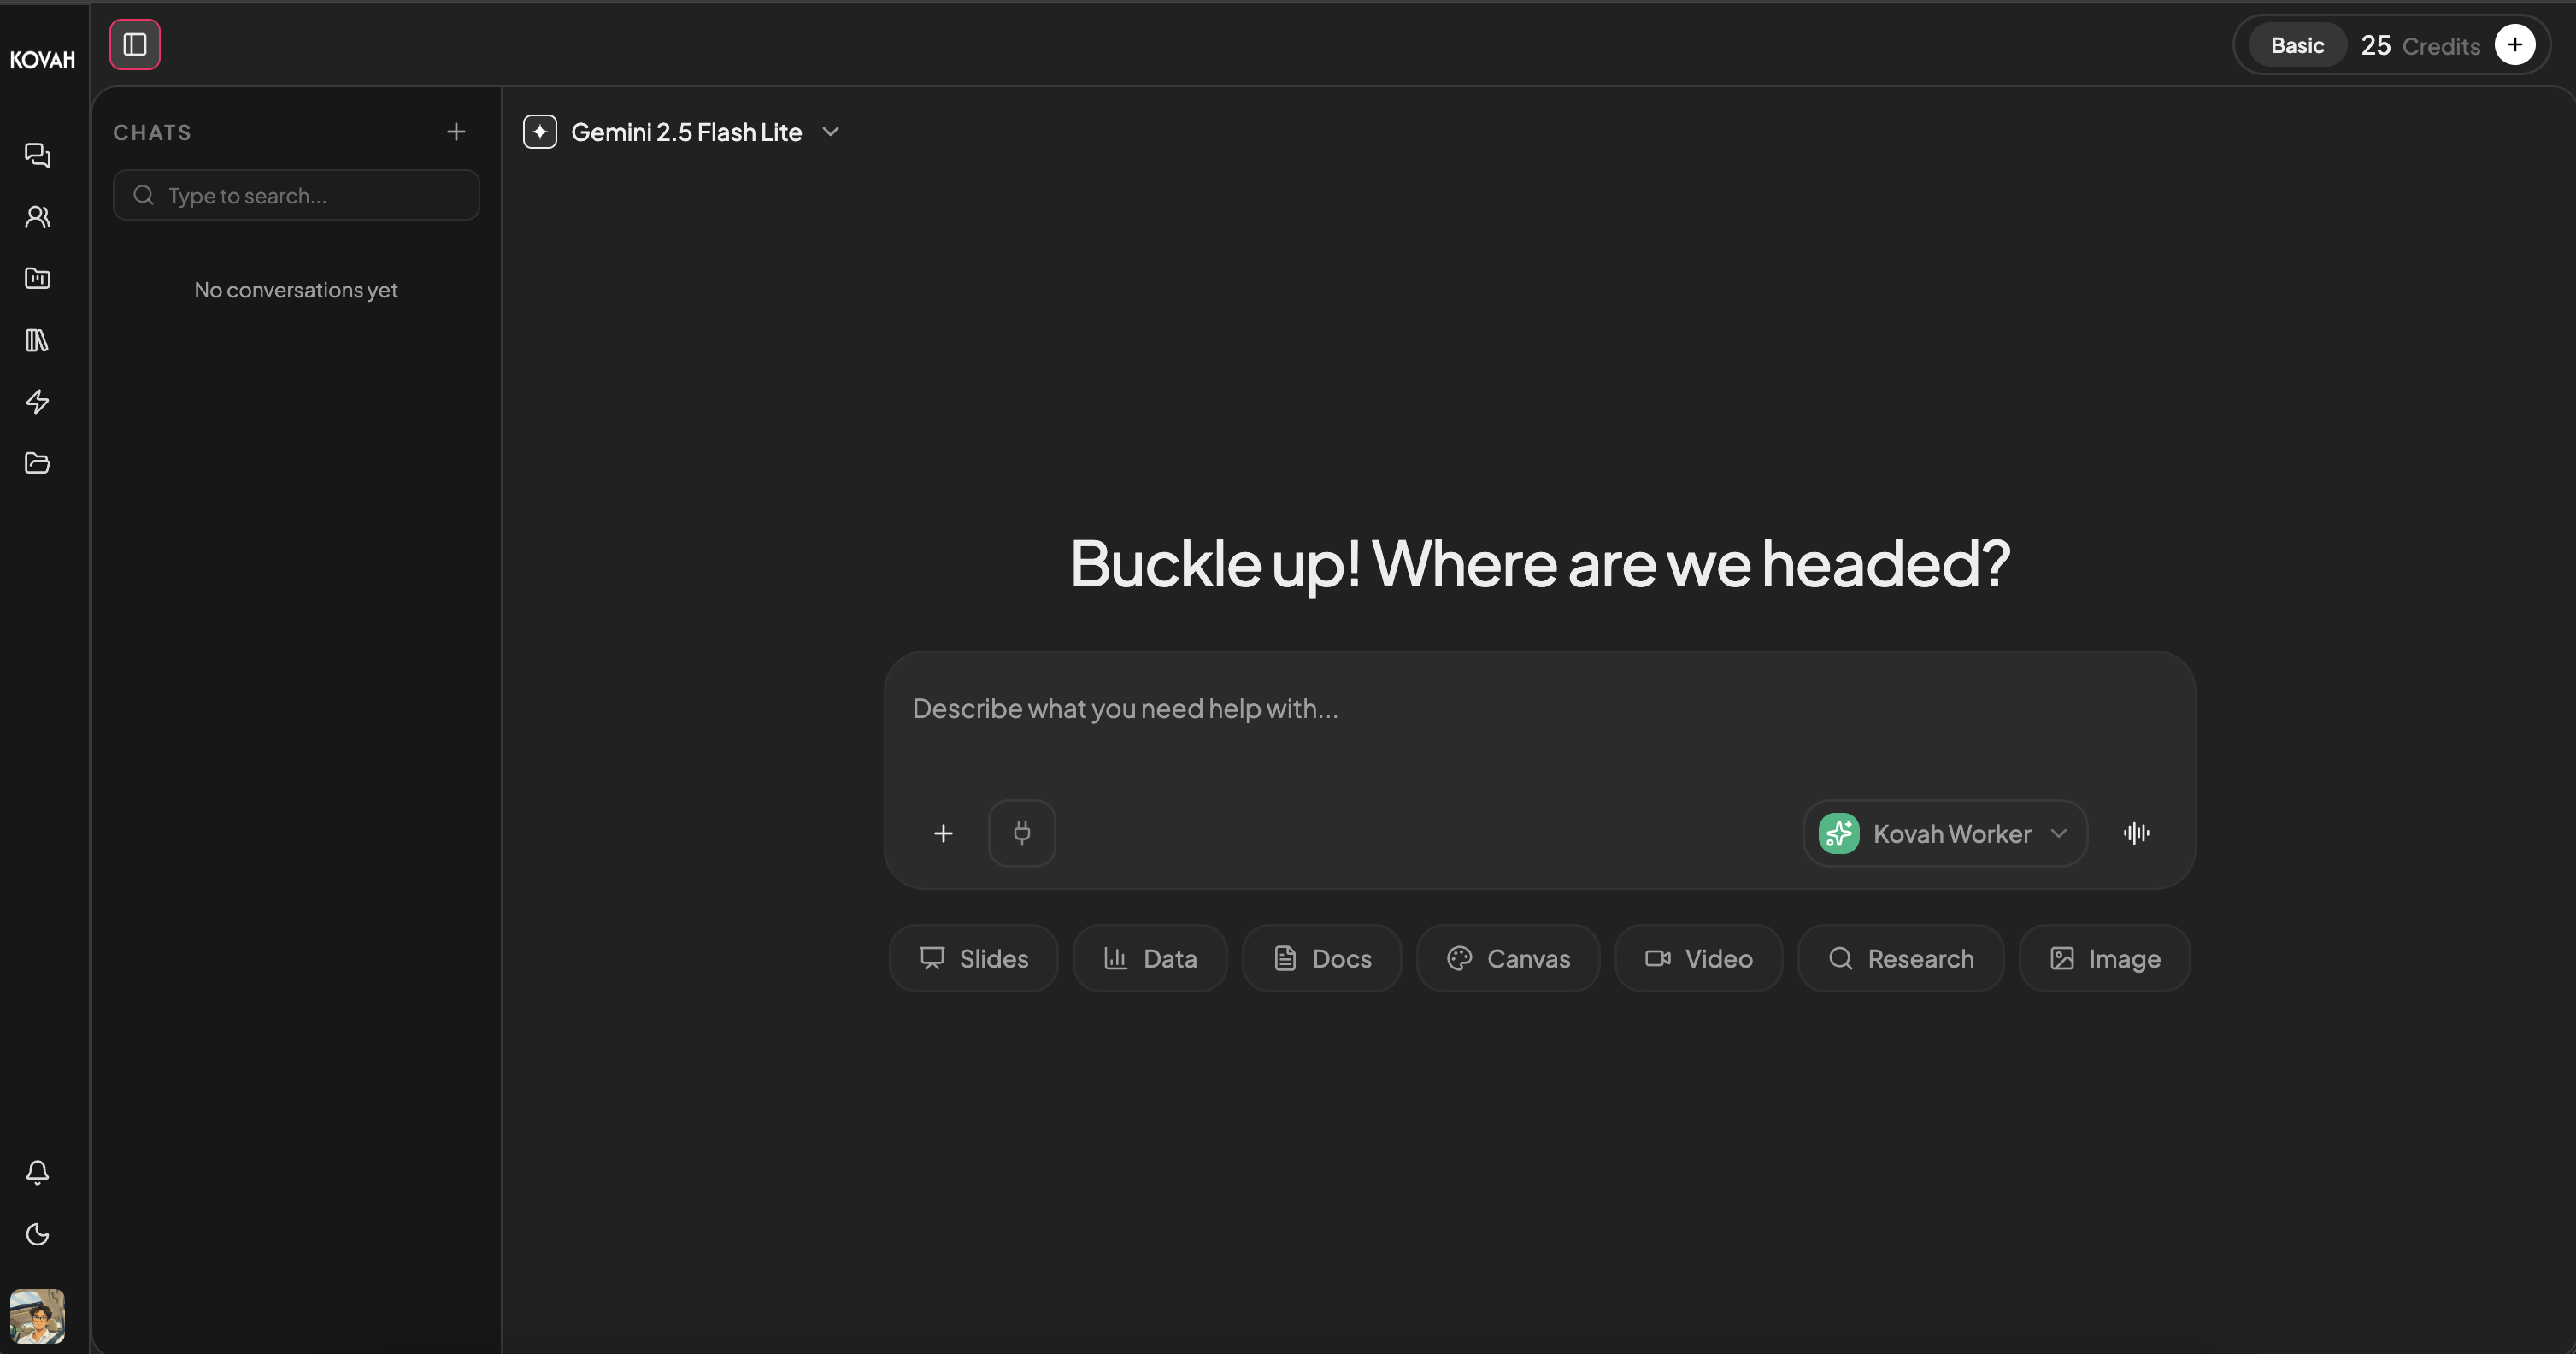 KOVAH
Basic 25 Credits
CHATS
Gemini 2.5 Flash Lite
Type to search...
No conversations yet
Buckle up! Where are we headed?
Describe what you need help with...
Kovah Worker
Slides Data Docs Canvas Video Research Image